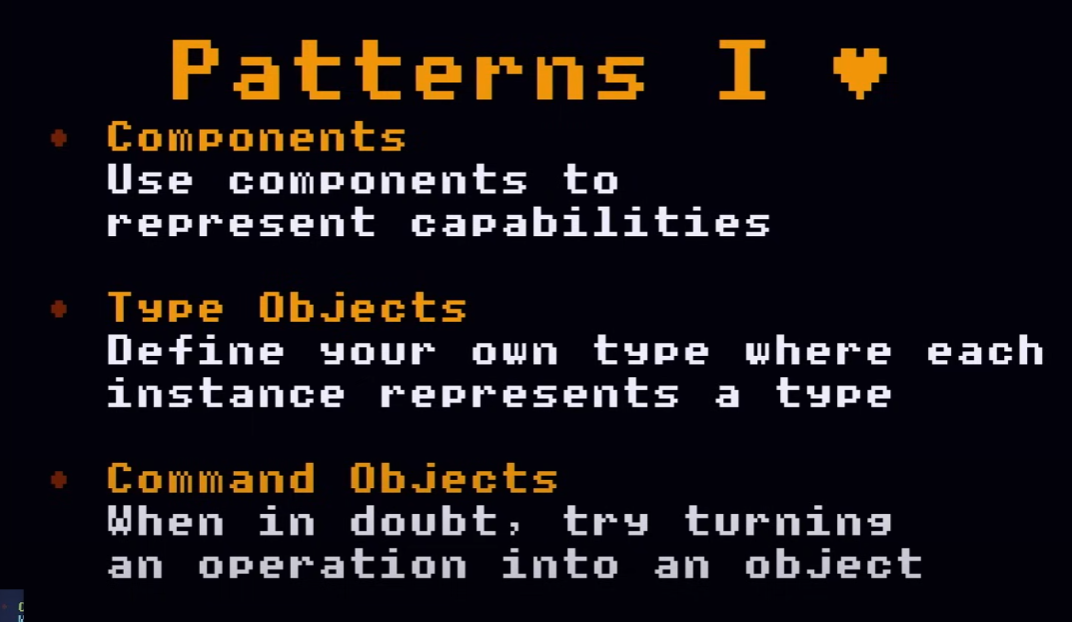 Patterns I ♥
Components
Use components to
represent capabilities
Type Objects
Define your own type where each
instance represents a type
Command Objects
When in doubt, try turning
an operation into an object